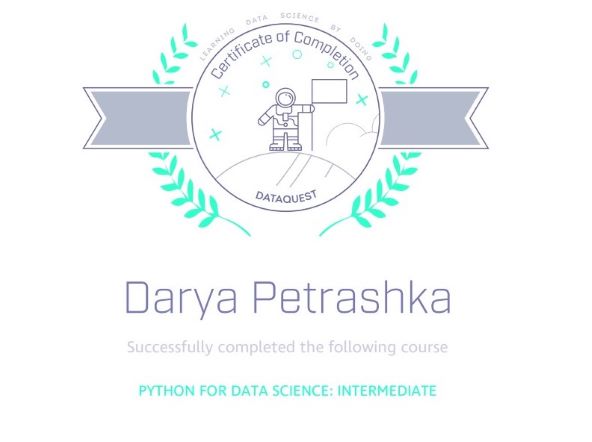 LEARNING DATA SCIENCE BY DOING
Certificate of Completion
DATAQUEST
Darya Petrashka
Successfully completed the following course
PYTHON FOR DATA SCIENCE: INTERMEDIATE